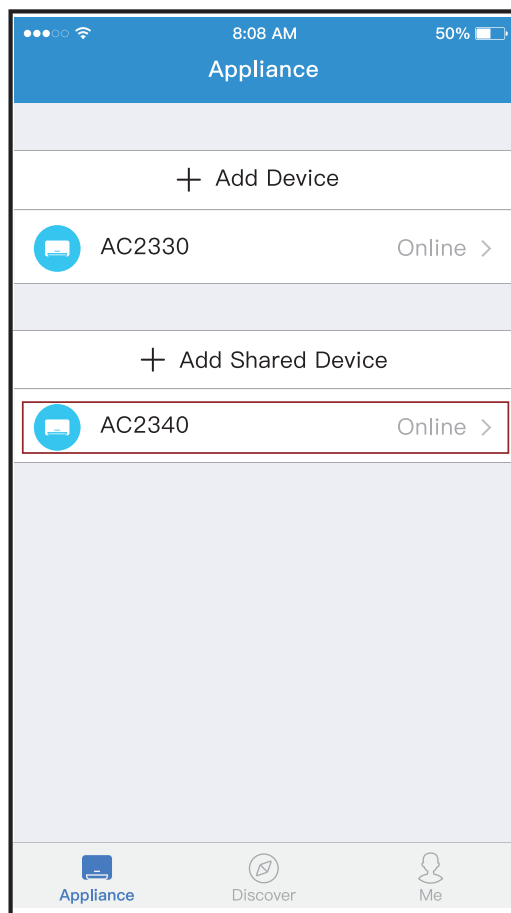 8:08 AM 50%
Appliance
Add Device
AC2330 Online
Add Shared Device
AC2340 Online
Appliance Discover Me